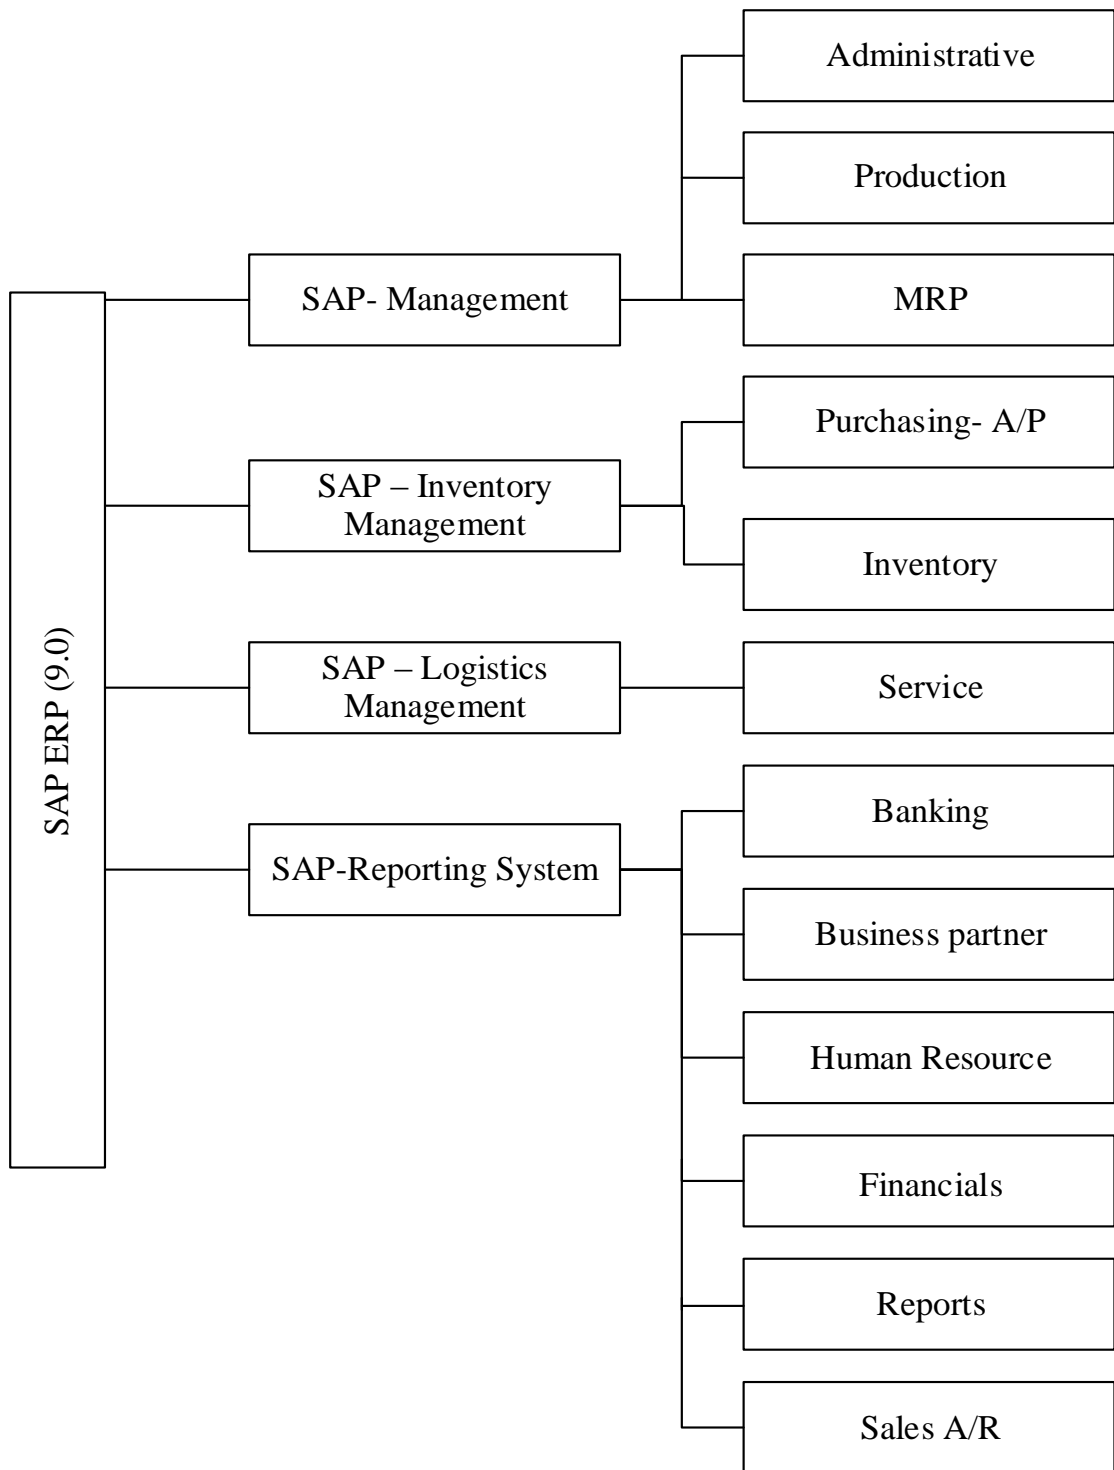 Administrative
Production
SAP- Management
MRP
Purchasing- A/P
SAP – Inventory
Management
Inventory
SAP ERP (9.0)
SAP – Logistics
Management
Service
Banking
SAP-Reporting System
Business partner
Human Resource
Financials
Reports
Sales A/R